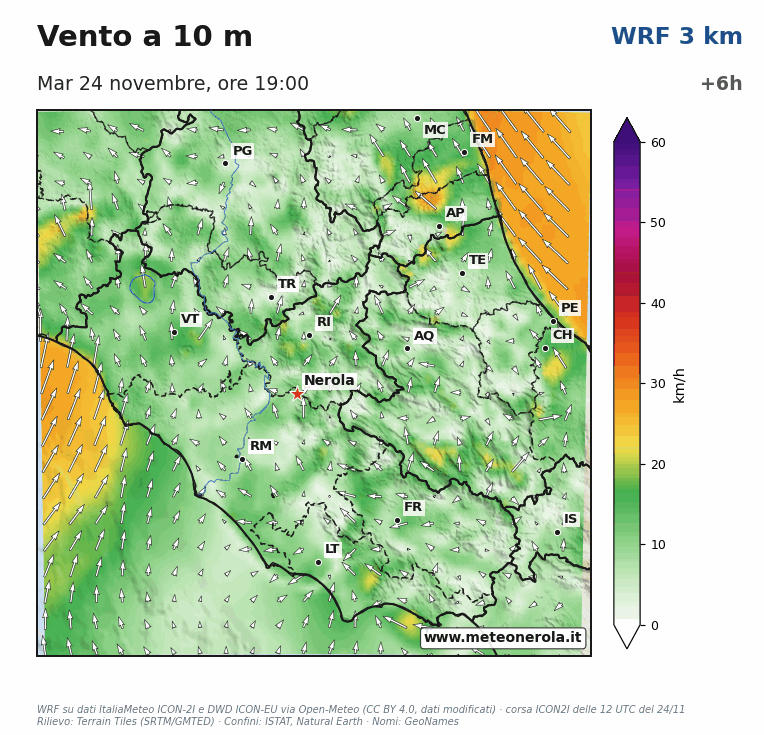 Vento a 10 m
WRF 3 km
Mar 24 novembre, ore 19:00
+6h
MC
FM
PG
AP
TE
TR
PE
VT
RI
AQ
CH
Nerola
RM
FR
IS
LT
www.meteonerola.it
60
50
40
30
20
10
0
km/h
WRF su dati ItaliaMeteo ICON-2I e DWD ICON-EU via Open-Meteo (CC BY 4.0, dati modificati) · corsa ICON2I delle 12 UTC del 24/11
Rilievo: Terrain Tiles (SRTM/GMTED) · Confini: ISTAT, Natural Earth · Nomi: GeoNames